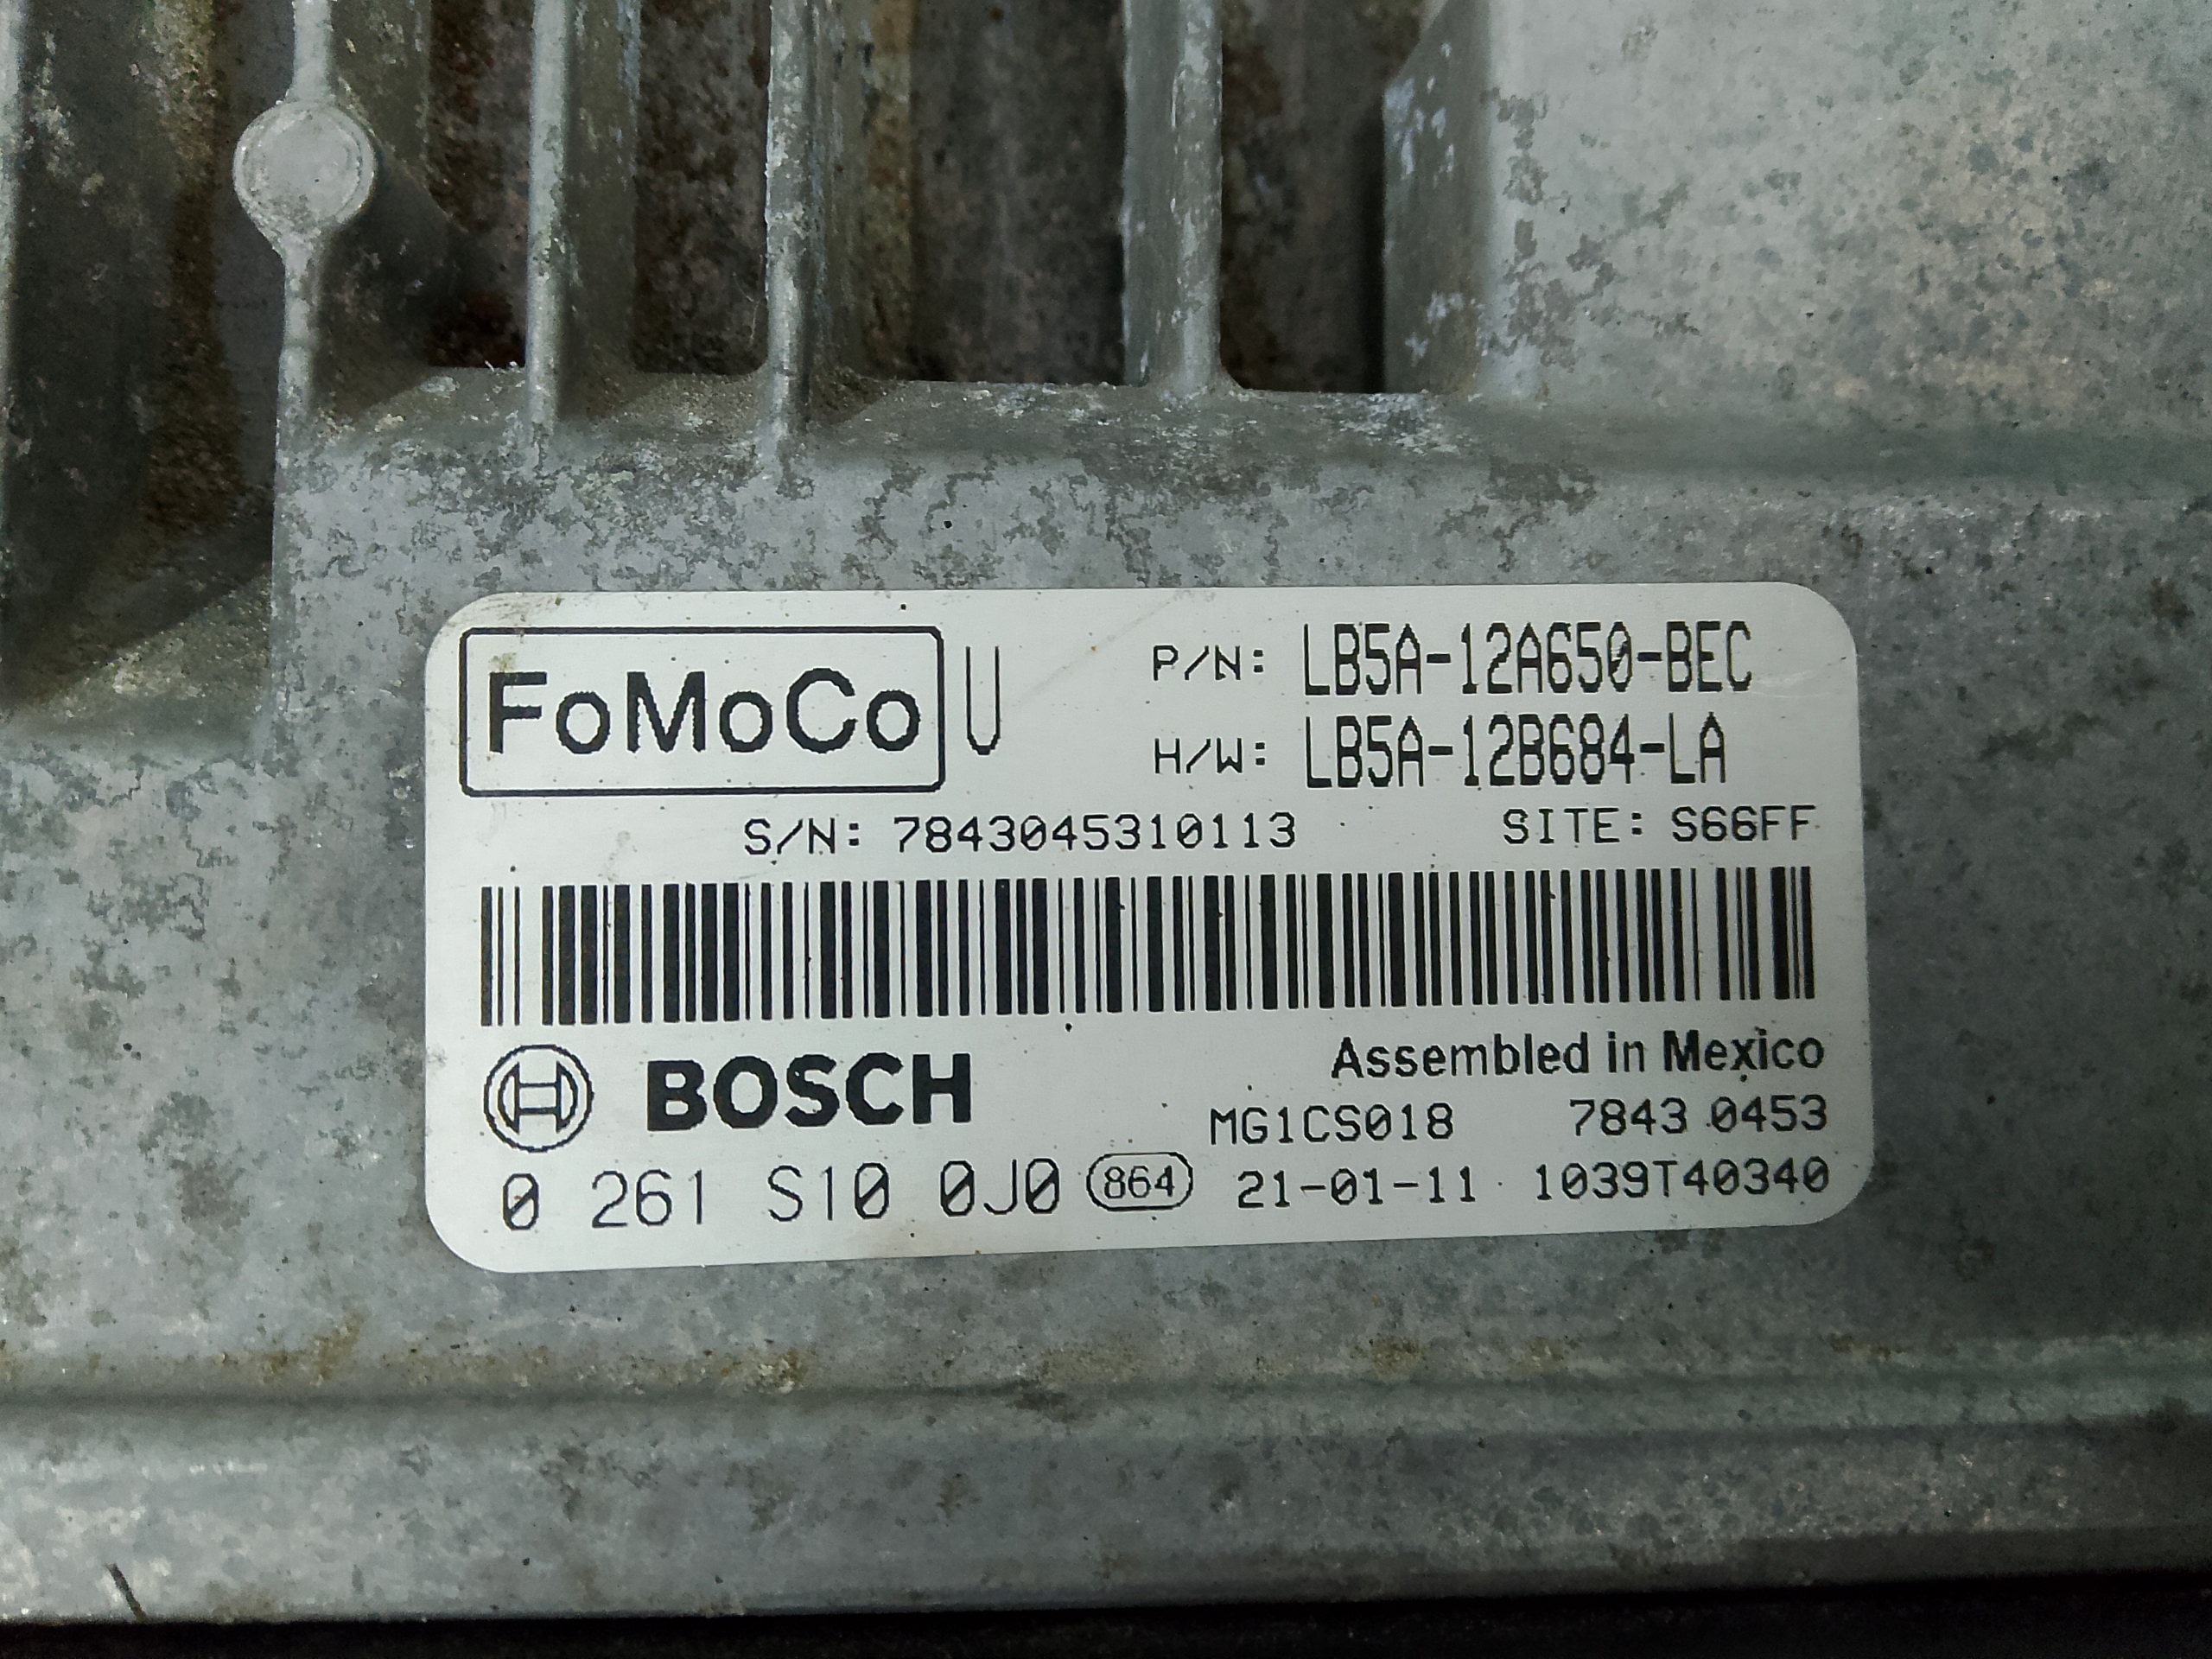 FoMoCo U P/N: LB5A-12A650-BEC
H/W: LB5A-12B684-LA
S/N: 7843045310113 SITE: S66FF
BOSCH Assembled in Mexico
MG1CS018 7843 0453
0 261 S10 0J0 864 21-01-11 1039T40340